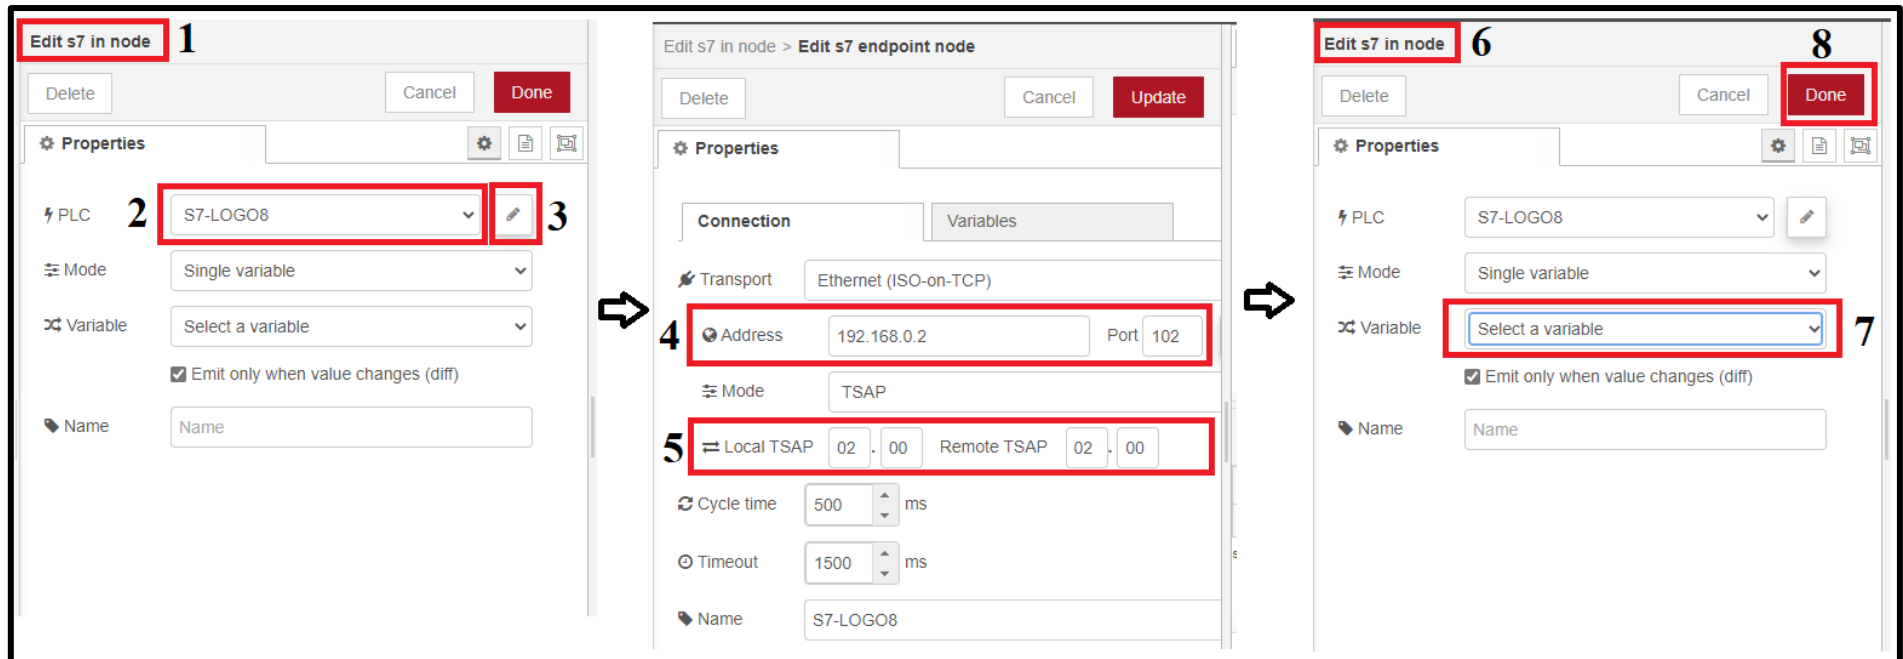 Edit s7 in node 1
Delete Cancel Done
Properties
PLC 2 S7-LOGO8 3
Mode Single variable
Variable Select a variable
Emit only when value changes (diff)
Name Name
Edit s7 in node > Edit s7 endpoint node
Delete Cancel Update
Properties
Connection Variables
Transport Ethernet (ISO-on-TCP)
4 Address 192.168.0.2 Port 102
Mode TSAP
5 Local TSAP 02 . 00 Remote TSAP 02 . 00
Cycle time 500 ms
Timeout 1500 ms
Name S7-LOGO8
Edit s7 in node 6 8
Delete Cancel Done
Properties
PLC S7-LOGO8
Mode Single variable
Variable Select a variable 7
Emit only when value changes (diff)
Name Name